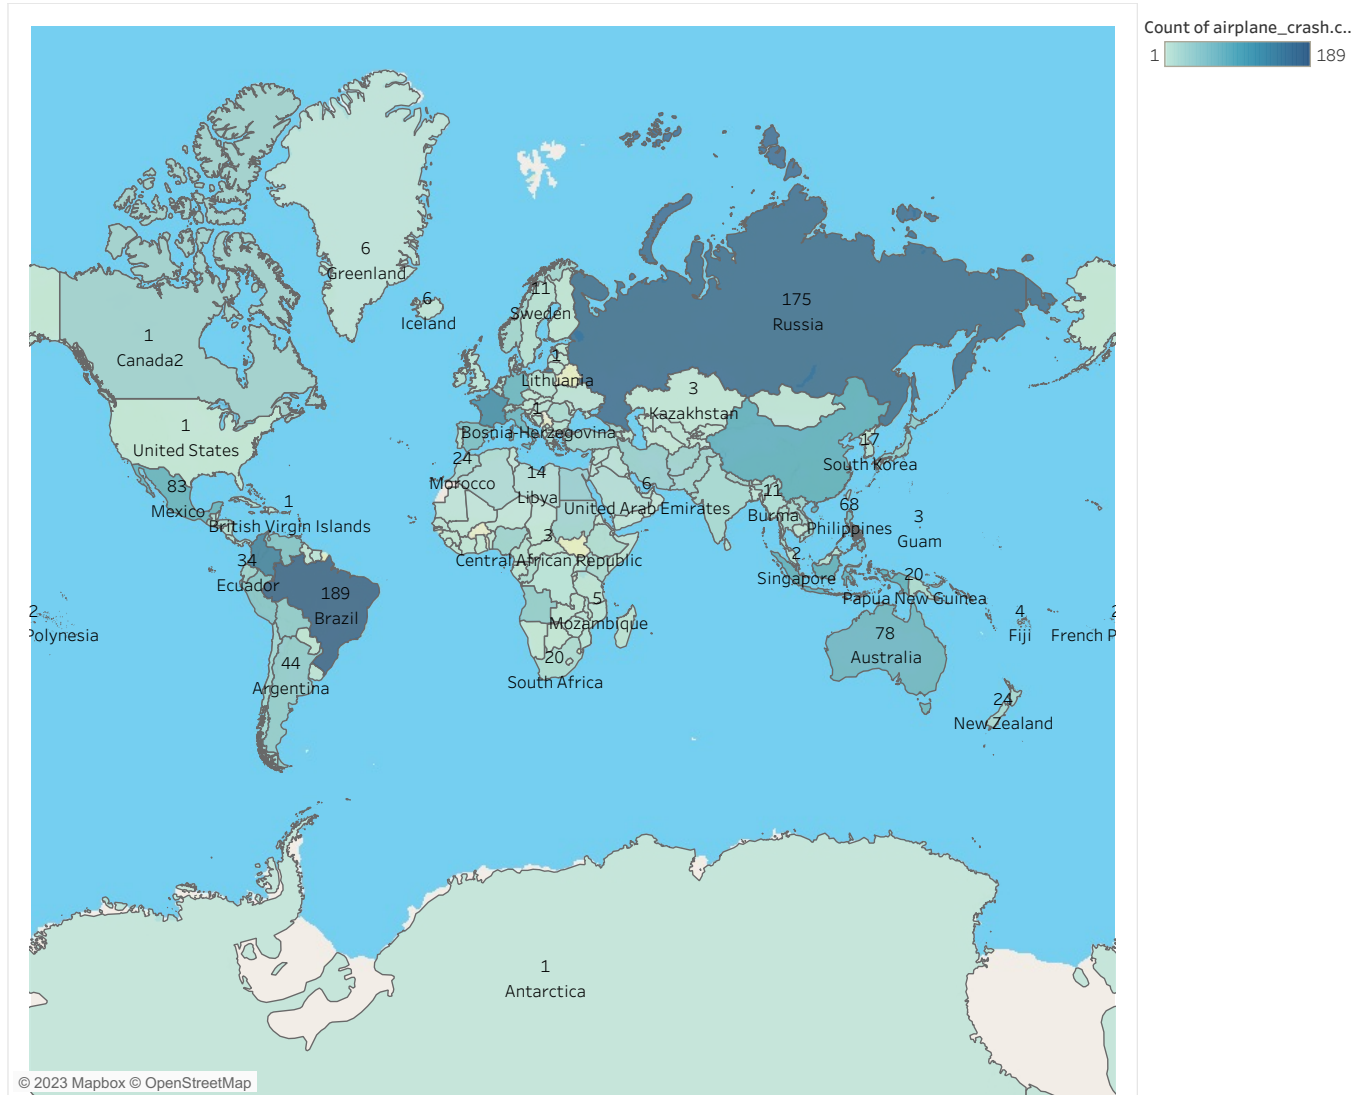 Count of airplane_crash.c..
1
189
6
Greenland
6
Iceland
11
Sweden
175
Russia
1
Canada2
1
Lithuania
3
Kazakhstan
1
United States
1
Bosnia-Herzegovina
17
South Korea
24
Morocco
14
Libya
6
United Arab Emirates
11
Burma
68
Philippines
3
Guam
83
Mexico
1
British Virgin Islands
3
Central African Republic
2
Singapore
34
Ecuador
189
Brazil
20
Papua New Guinea
5
Mozambique
2
Polynesia
4
Fiji
2
French P
78
Australia
44
Argentina
20
South Africa
24
New Zealand
1
Antarctica
© 2023 Mapbox © OpenStreetMap